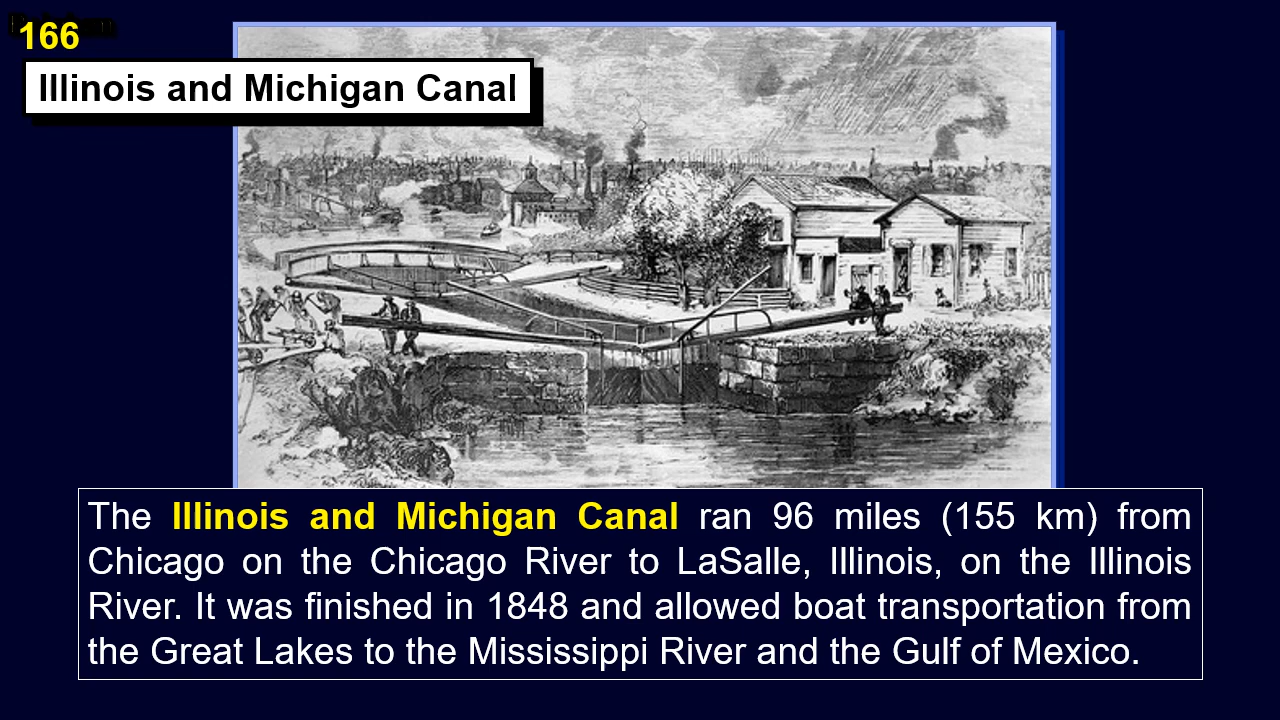 166
Illinois and Michigan Canal
The Illinois and Michigan Canal ran 96 miles (155 km) from
Chicago on the Chicago River to LaSalle, Illinois, on the Illinois
River. It was finished in 1848 and allowed boat transportation from
the Great Lakes to the Mississippi River and the Gulf of Mexico.